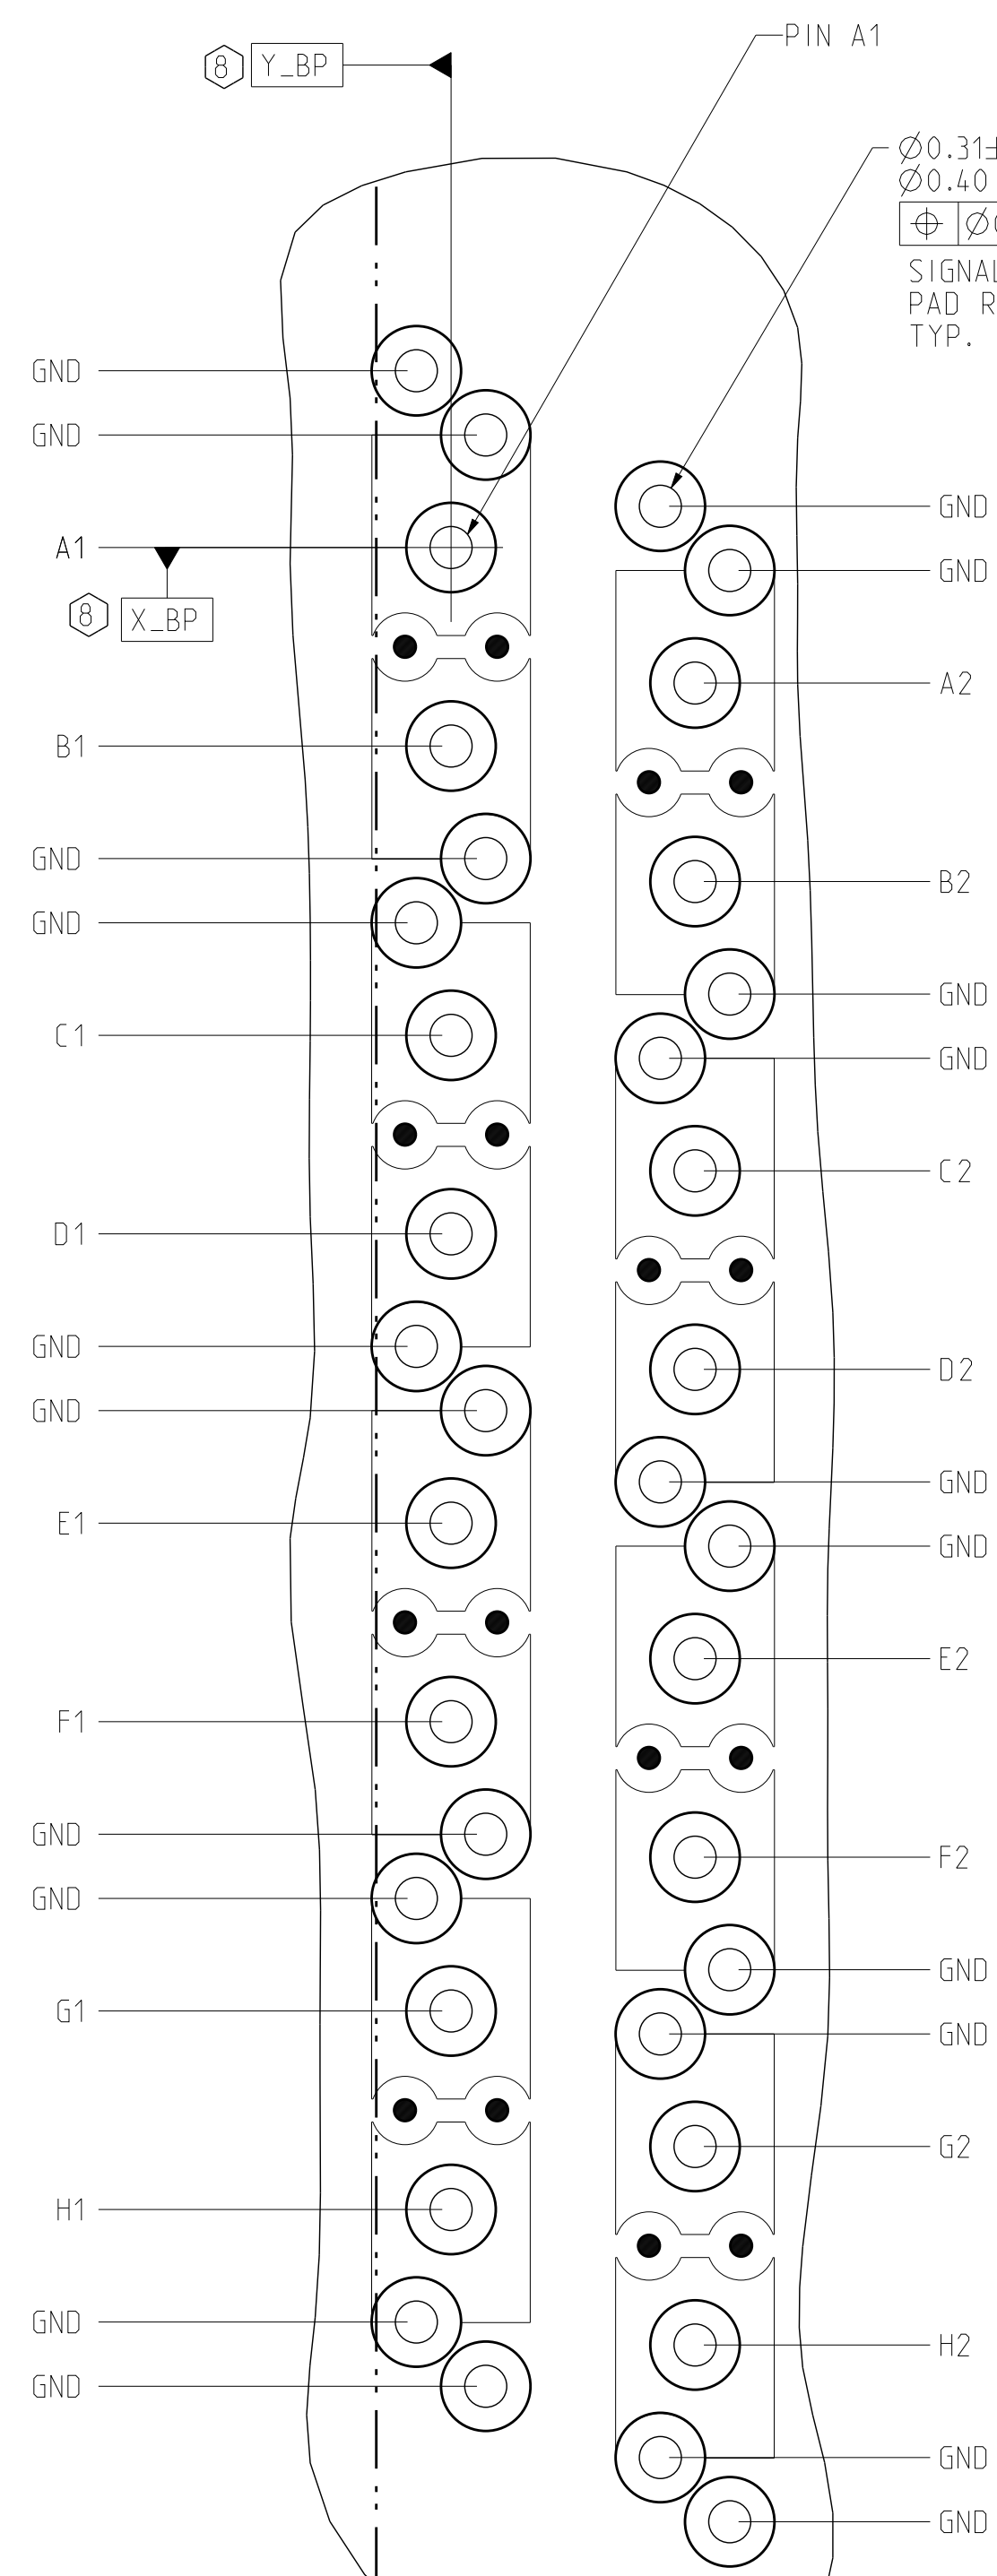 PIN A1
8 Y_BP
Ø0.31±
Ø0.40
⌖ Ø0
SIGNAL
PAD R
TYP.
GND
GND
A1
8 X_BP
B1
GND
GND
C1
D1
GND
GND
E1
F1
GND
GND
G1
H1
GND
GND
GND
GND
A2
B2
GND
GND
C2
D2
GND
GND
E2
F2
GND
GND
G2
H2
GND
GND